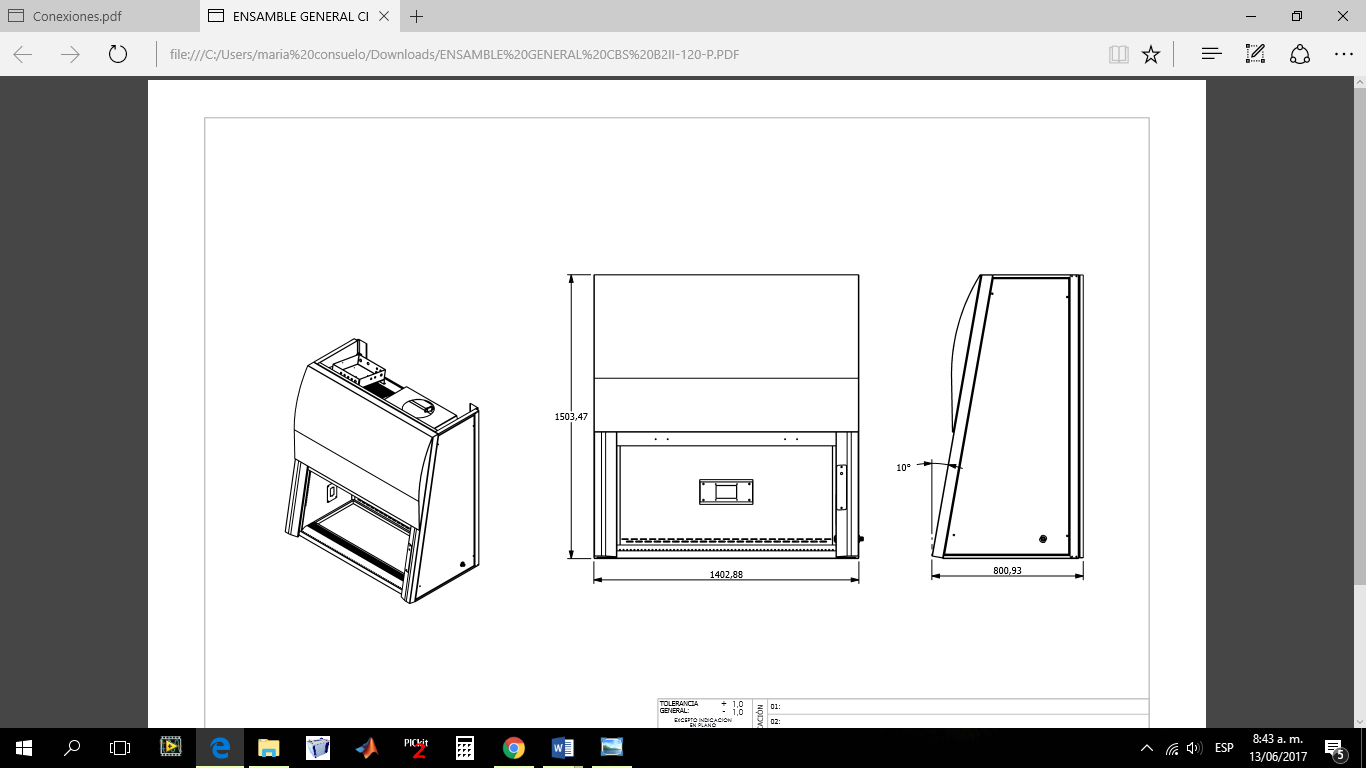 Conexiones.pdf
ENSAMBLE GENERAL CI
file:///C:/Users/maria%20consuelo/Downloads/ENSAMBLE%20GENERAL%20CBS%20B2II-120-P.PDF
1503,47
1402,88
10°
800,93
TOLERANCIA + 1,0
GENERAL: - 1,0
EXCEPTO INDICACION
EN PLANO
01:
02:
PICkit
2
ESP
8:43 a. m.
13/06/2017
5